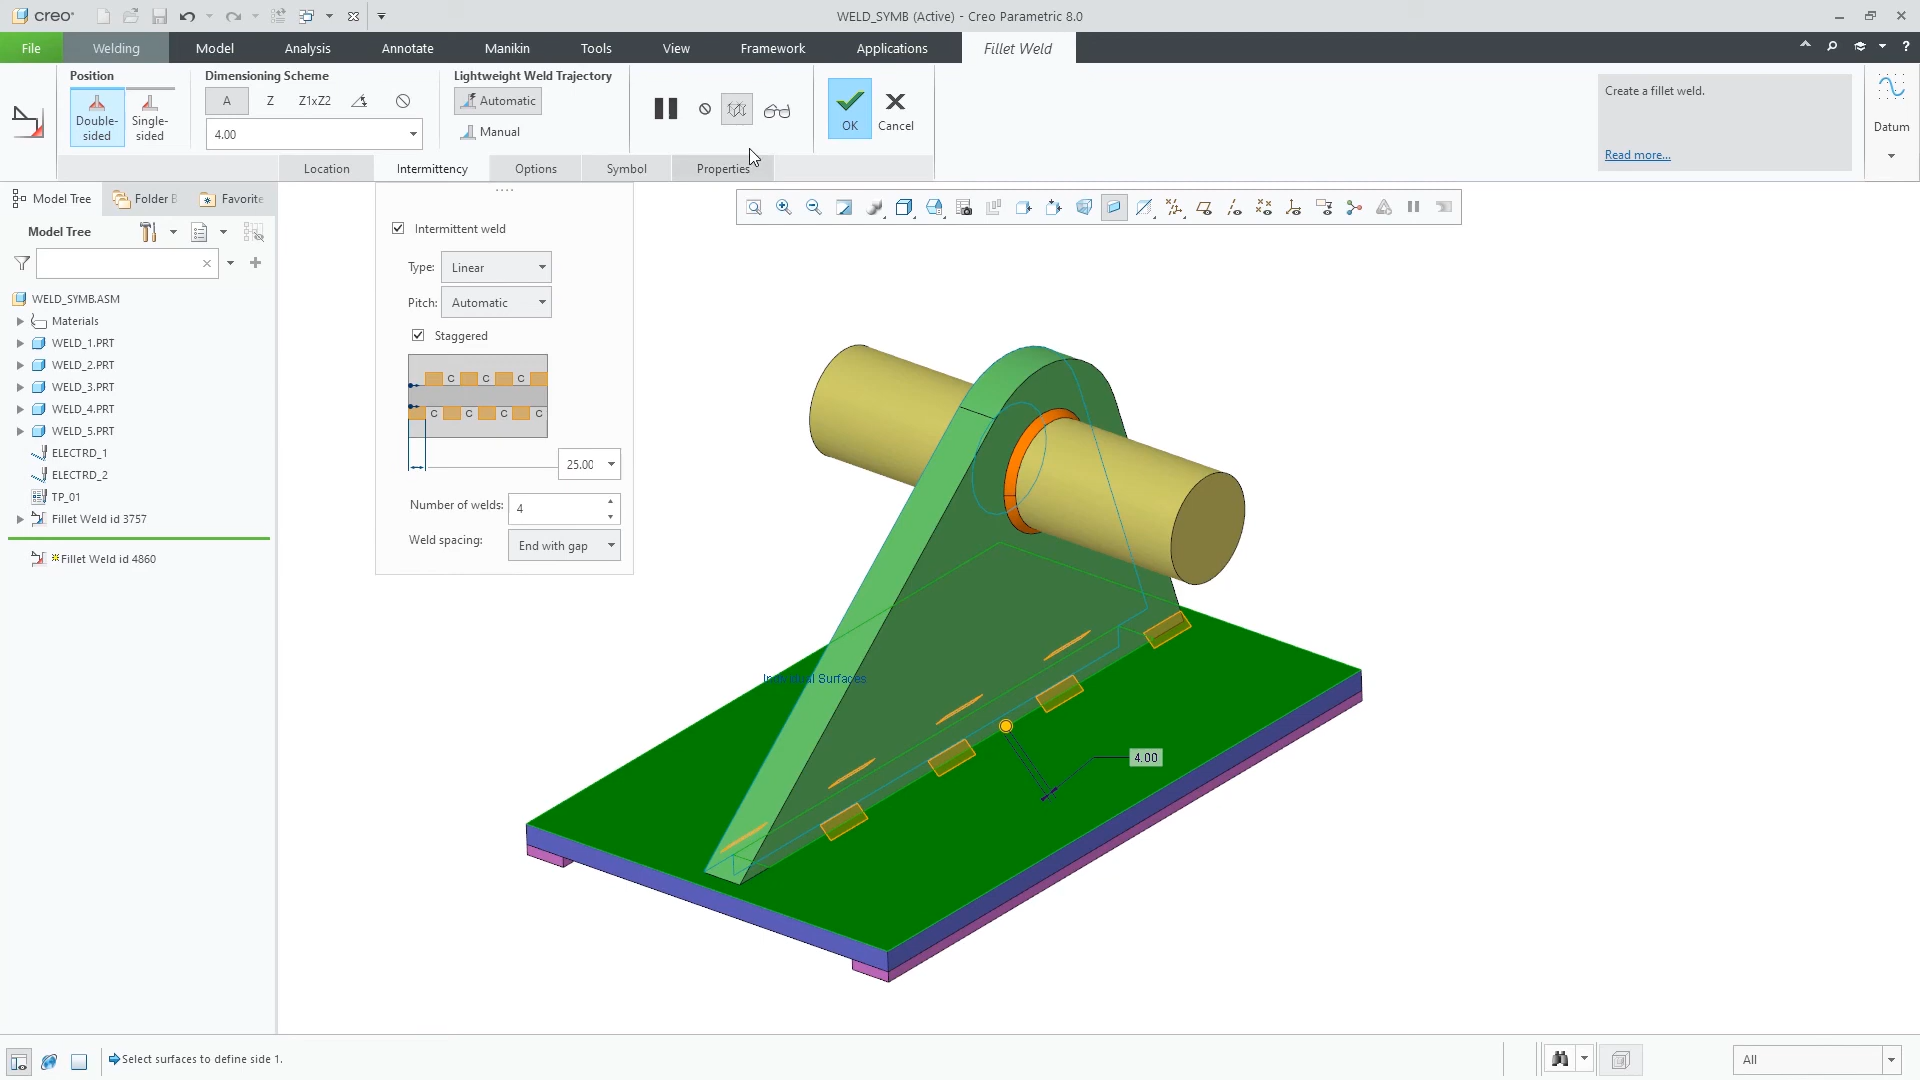 creo
WELD_SYMB (Active) - Creo Parametric 8.0
File
Welding
Model
Analysis
Annotate
Manikin
Tools
View
Framework
Applications
Fillet Weld
Position
Double-
sided
Single-
sided
Dimensioning Scheme
A
Z
Z1xZ2
4.00
Lightweight Weld Trajectory
Automatic
Manual
OK
Cancel
Create a fillet weld.
Read more...
Datum
Location
Intermittency
Options
Symbol
Properties
Model Tree
Folder B
Favorite
Model Tree
WELD_SYMB.ASM
Materials
WELD_1.PRT
WELD_2.PRT
WELD_3.PRT
WELD_4.PRT
WELD_5.PRT
ELECTRD_1
ELECTRD_2
TP_01
Fillet Weld id 3757
Fillet Weld id 4860
Intermittent weld
Type: Linear
Pitch: Automatic
Staggered
C C C
C C C C
25.00
Number of welds: 4
Weld spacing: End with gap
Individual Surfaces
4.00
Select surfaces to define side 1.
All